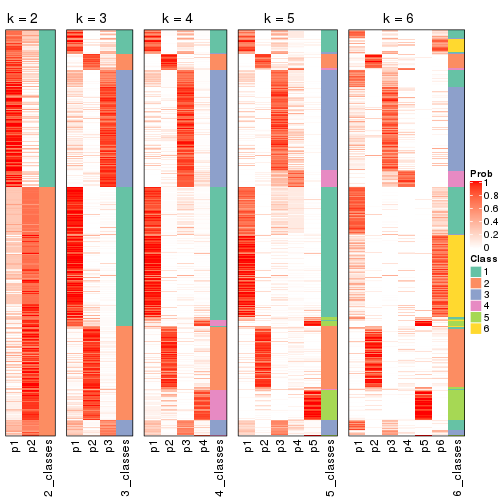 k = 2
k = 3
k = 4
k = 5
k = 6
Prob
1
0.8
0.6
0.4
0.2
0
Class
1
2
3
4
5
6
p1
p2
2_classes
p1
p2
p3
3_classes
p1
p2
p3
p4
4_classes
p1
p2
p3
p4
p5
5_classes
p1
p2
p3
p4
p5
p6
6_classes